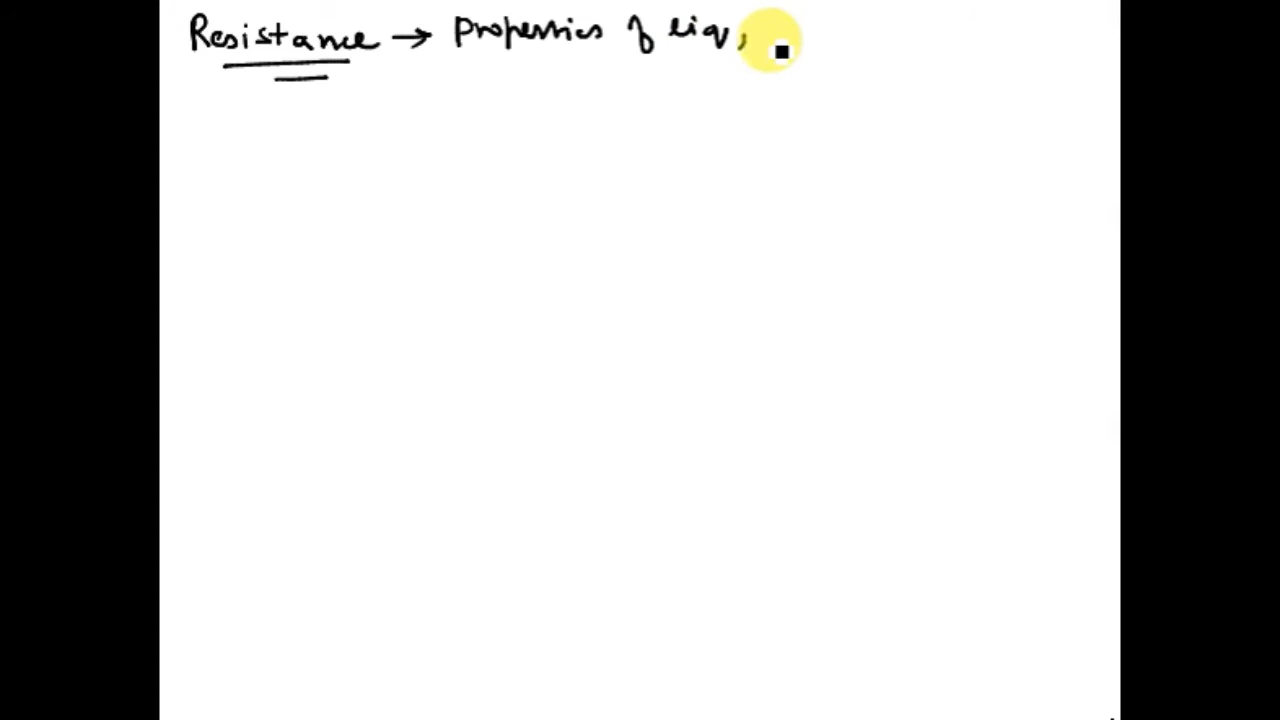 Resistance → Properties of liq,